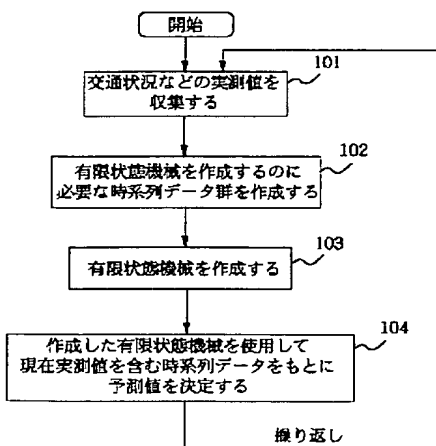 開始
101
交通状況などの実測値を
収集する
102
有限状態機械を作成するのに
必要な時系列データ群を作成する
103
有限状態機械を作成する
104
作成した有限状態機械を使用して
現在実測値を含む時系列データをもとに
予測値を決定する
繰り返し